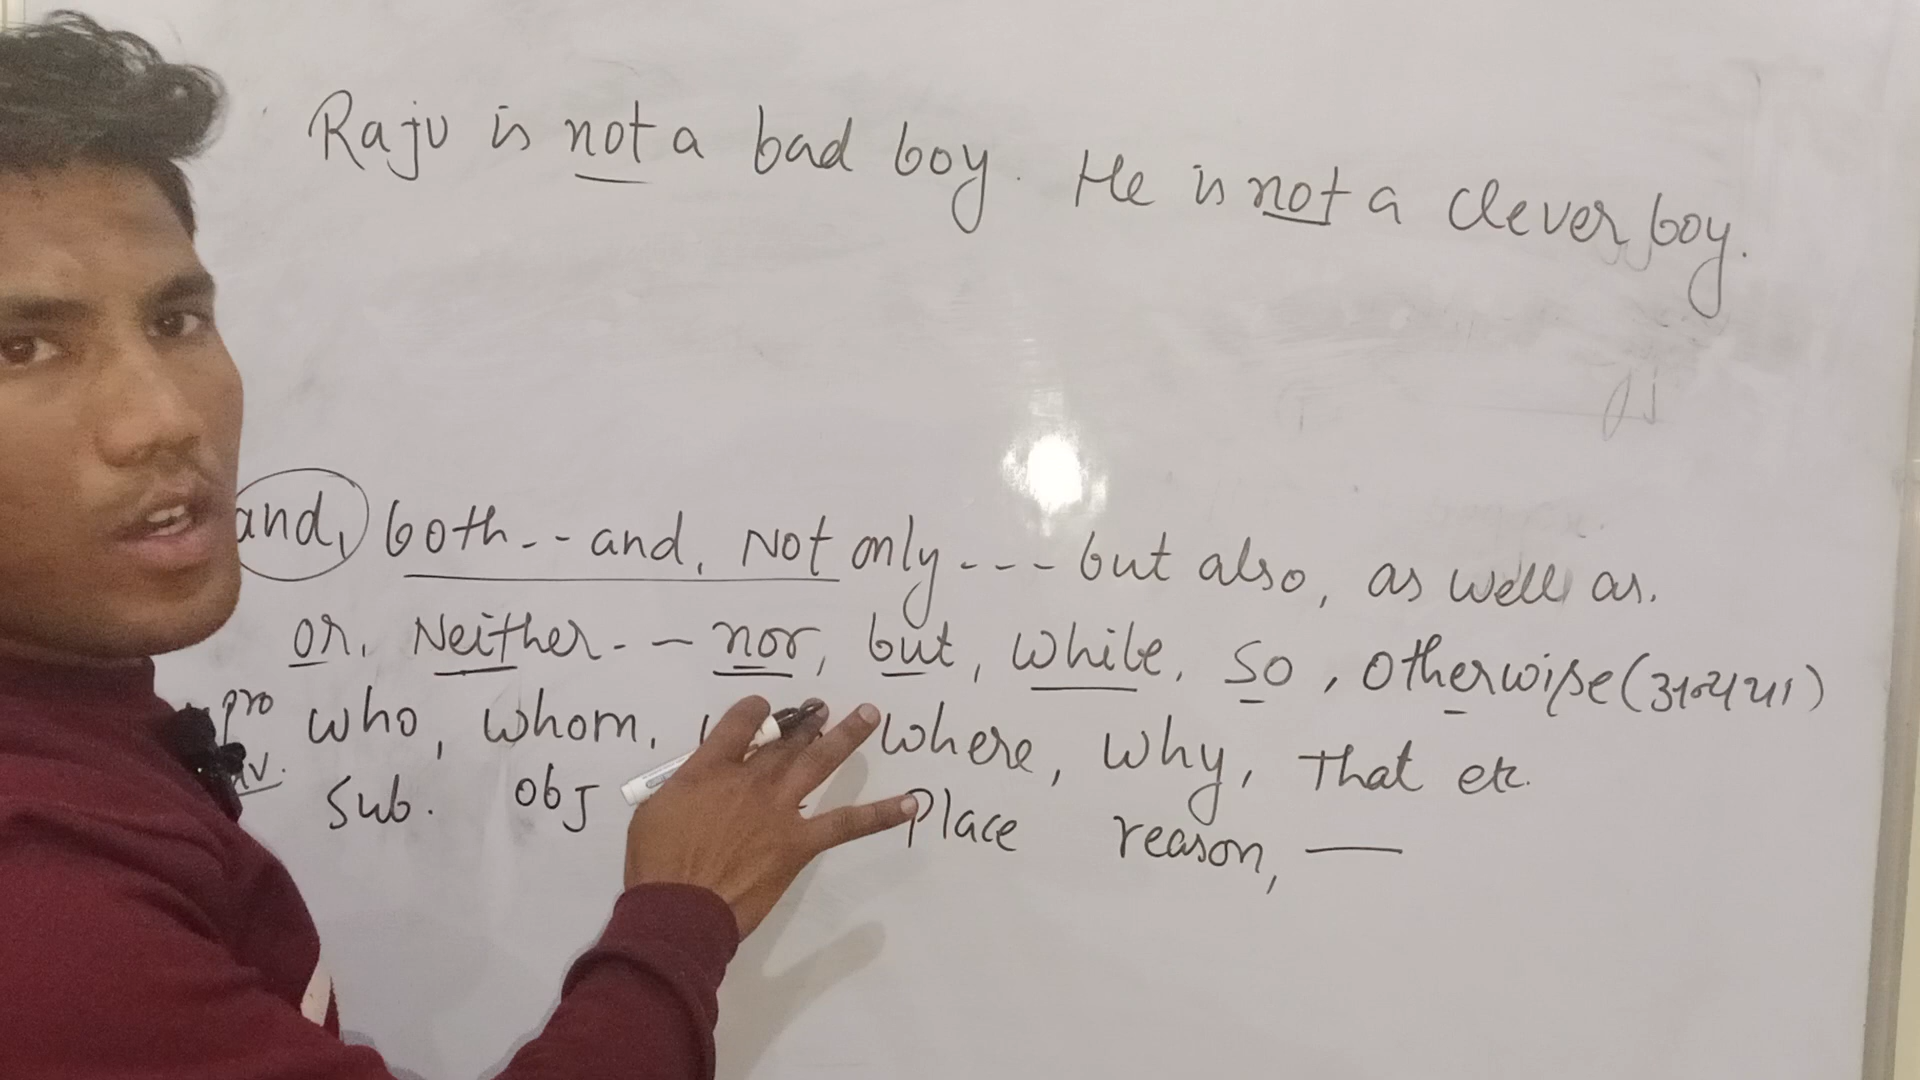 Raju is not a bad boy. He is not a clever boy.
and, both -- and, Not only --- but also, as well as.
or, Neither -- nor, but, while, so, otherwise (अन्यथा)
pro who, whom, where, why, that etc.
av. sub. obj Place reason, —